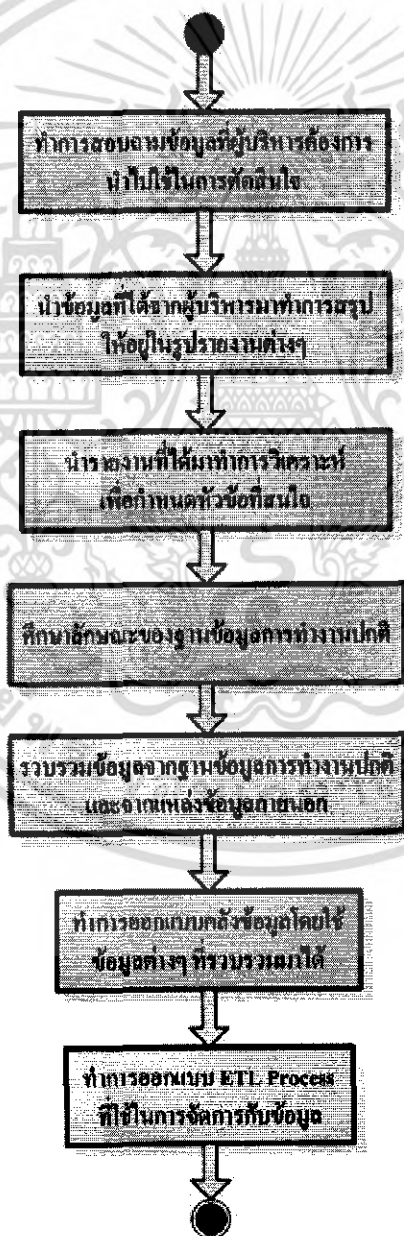 ทำการสอบถามข้อมูลที่ผู้บริหารต้องการ
นำไปใช้ในการตัดสินใจ
นำข้อมูลที่ได้จากผู้บริหารมาทำการสรุป
ให้อยู่ในรูปรายงานต่างๆ
นำรายงานที่ได้มาทำการวิเคราะห์
เพื่อกำหนดหัวข้อที่สนใจ
ศึกษาลักษณะของฐานข้อมูลการทำงานปกติ
รวบรวมข้อมูลจากฐานข้อมูลการทำงานปกติ
และจากแหล่งข้อมูลภายนอก
ทำการออกแบบคลังข้อมูลโดยใช้
ข้อมูลต่างๆ ที่รวบรวมมาได้
ทำการออกแบบ ETL Process
ที่ใช้ในการจัดการกับข้อมูล